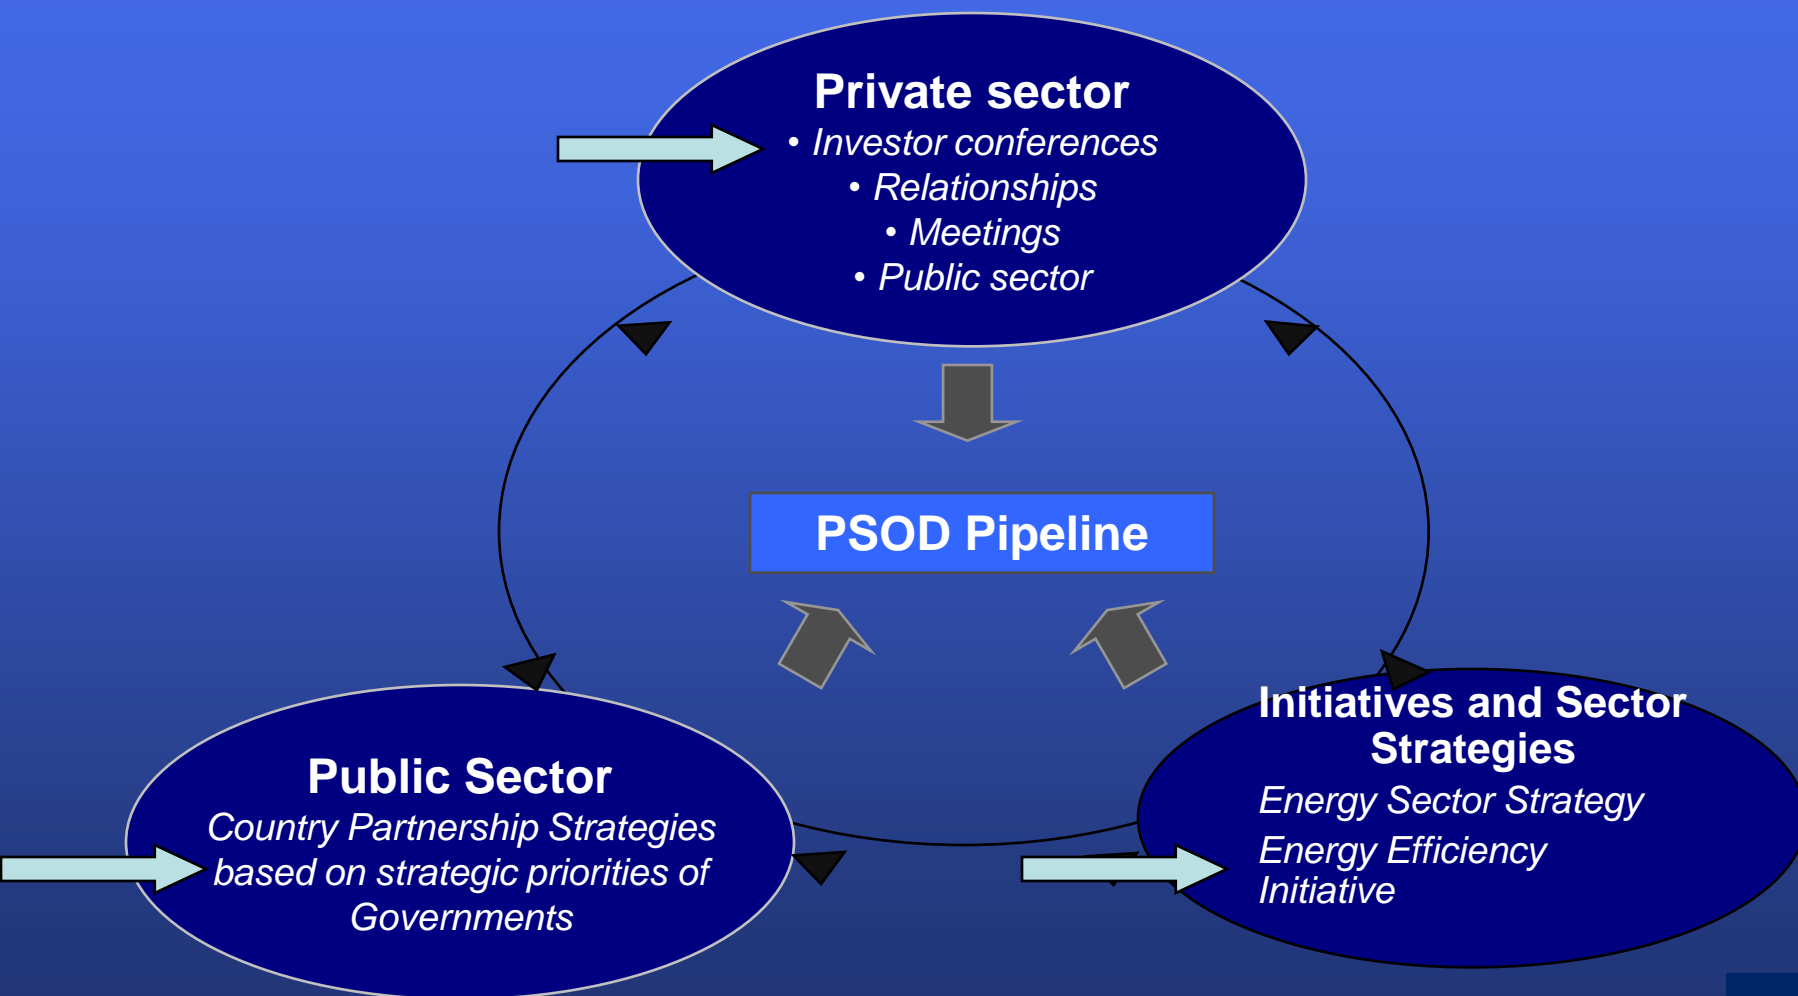 Private sector
• Investor conferences
• Relationships
• Meetings
• Public sector
PSOD Pipeline
Public Sector
Country Partnership Strategies
based on strategic priorities of
Governments
Initiatives and Sector
Strategies
Energy Sector Strategy
Energy Efficiency
Initiative